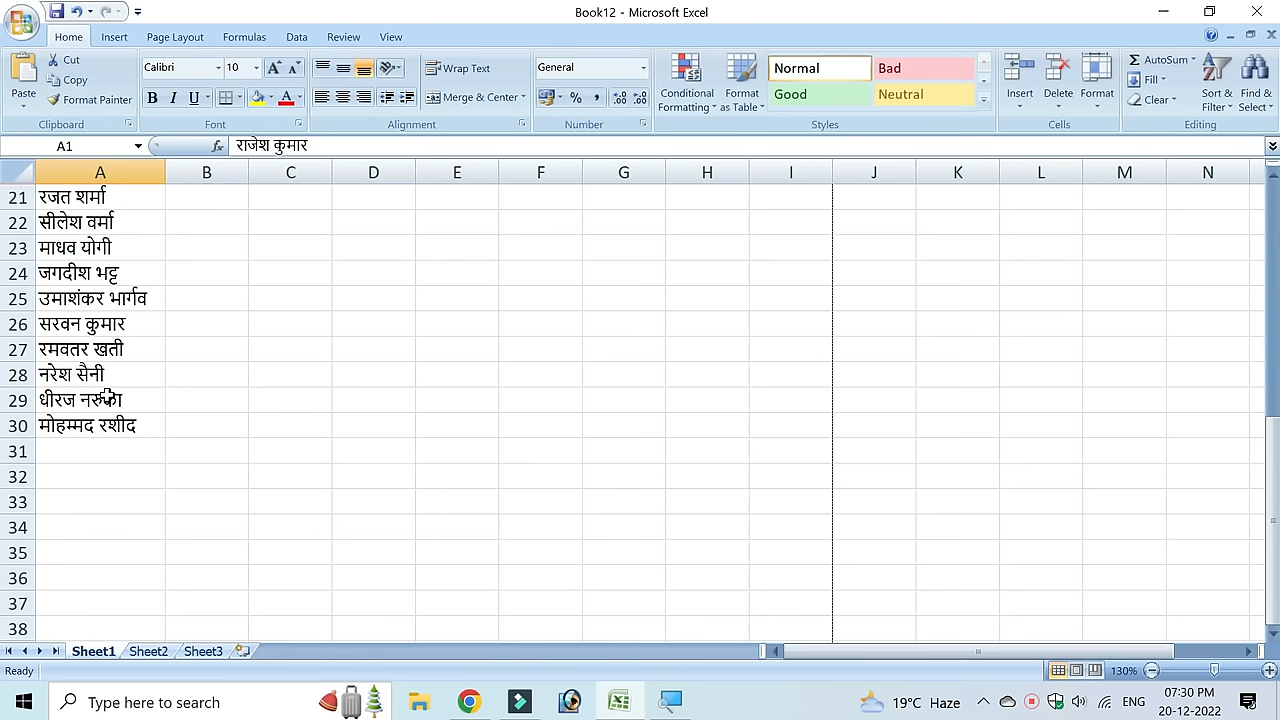 Book12 - Microsoft Excel
Home Insert Page Layout Formulas Data Review View
Paste Cut Copy Format Painter Clipboard
Calibri 10 A A B I U A Font
Wrap Text Merge & Center Alignment
General % , Number
Conditional Formatting Format as Table Normal Bad Good Neutral Styles
Insert Delete Format Cells
Σ AutoSum Fill Clear Sort & Filter Find & Select Editing
A1 fx राजेश कुमार
A B C D E F G H I J K L M N
21 रजत शर्मा
22 सीलेश वर्मा
23 माधव योगी
24 जगदीश भट्ट
25 उमाशंकर भार्गव
26 सरवन कुमार
27 रमवतर खती
28 नरेश सैनी
29 धीरज
30 मोहम्मद रशीद
31
32
33
34
35
36
37
38
Sheet1 Sheet2 Sheet3
Ready 130%
Type here to search 19°C Haze ENG 07:30 PM
20-12-2022